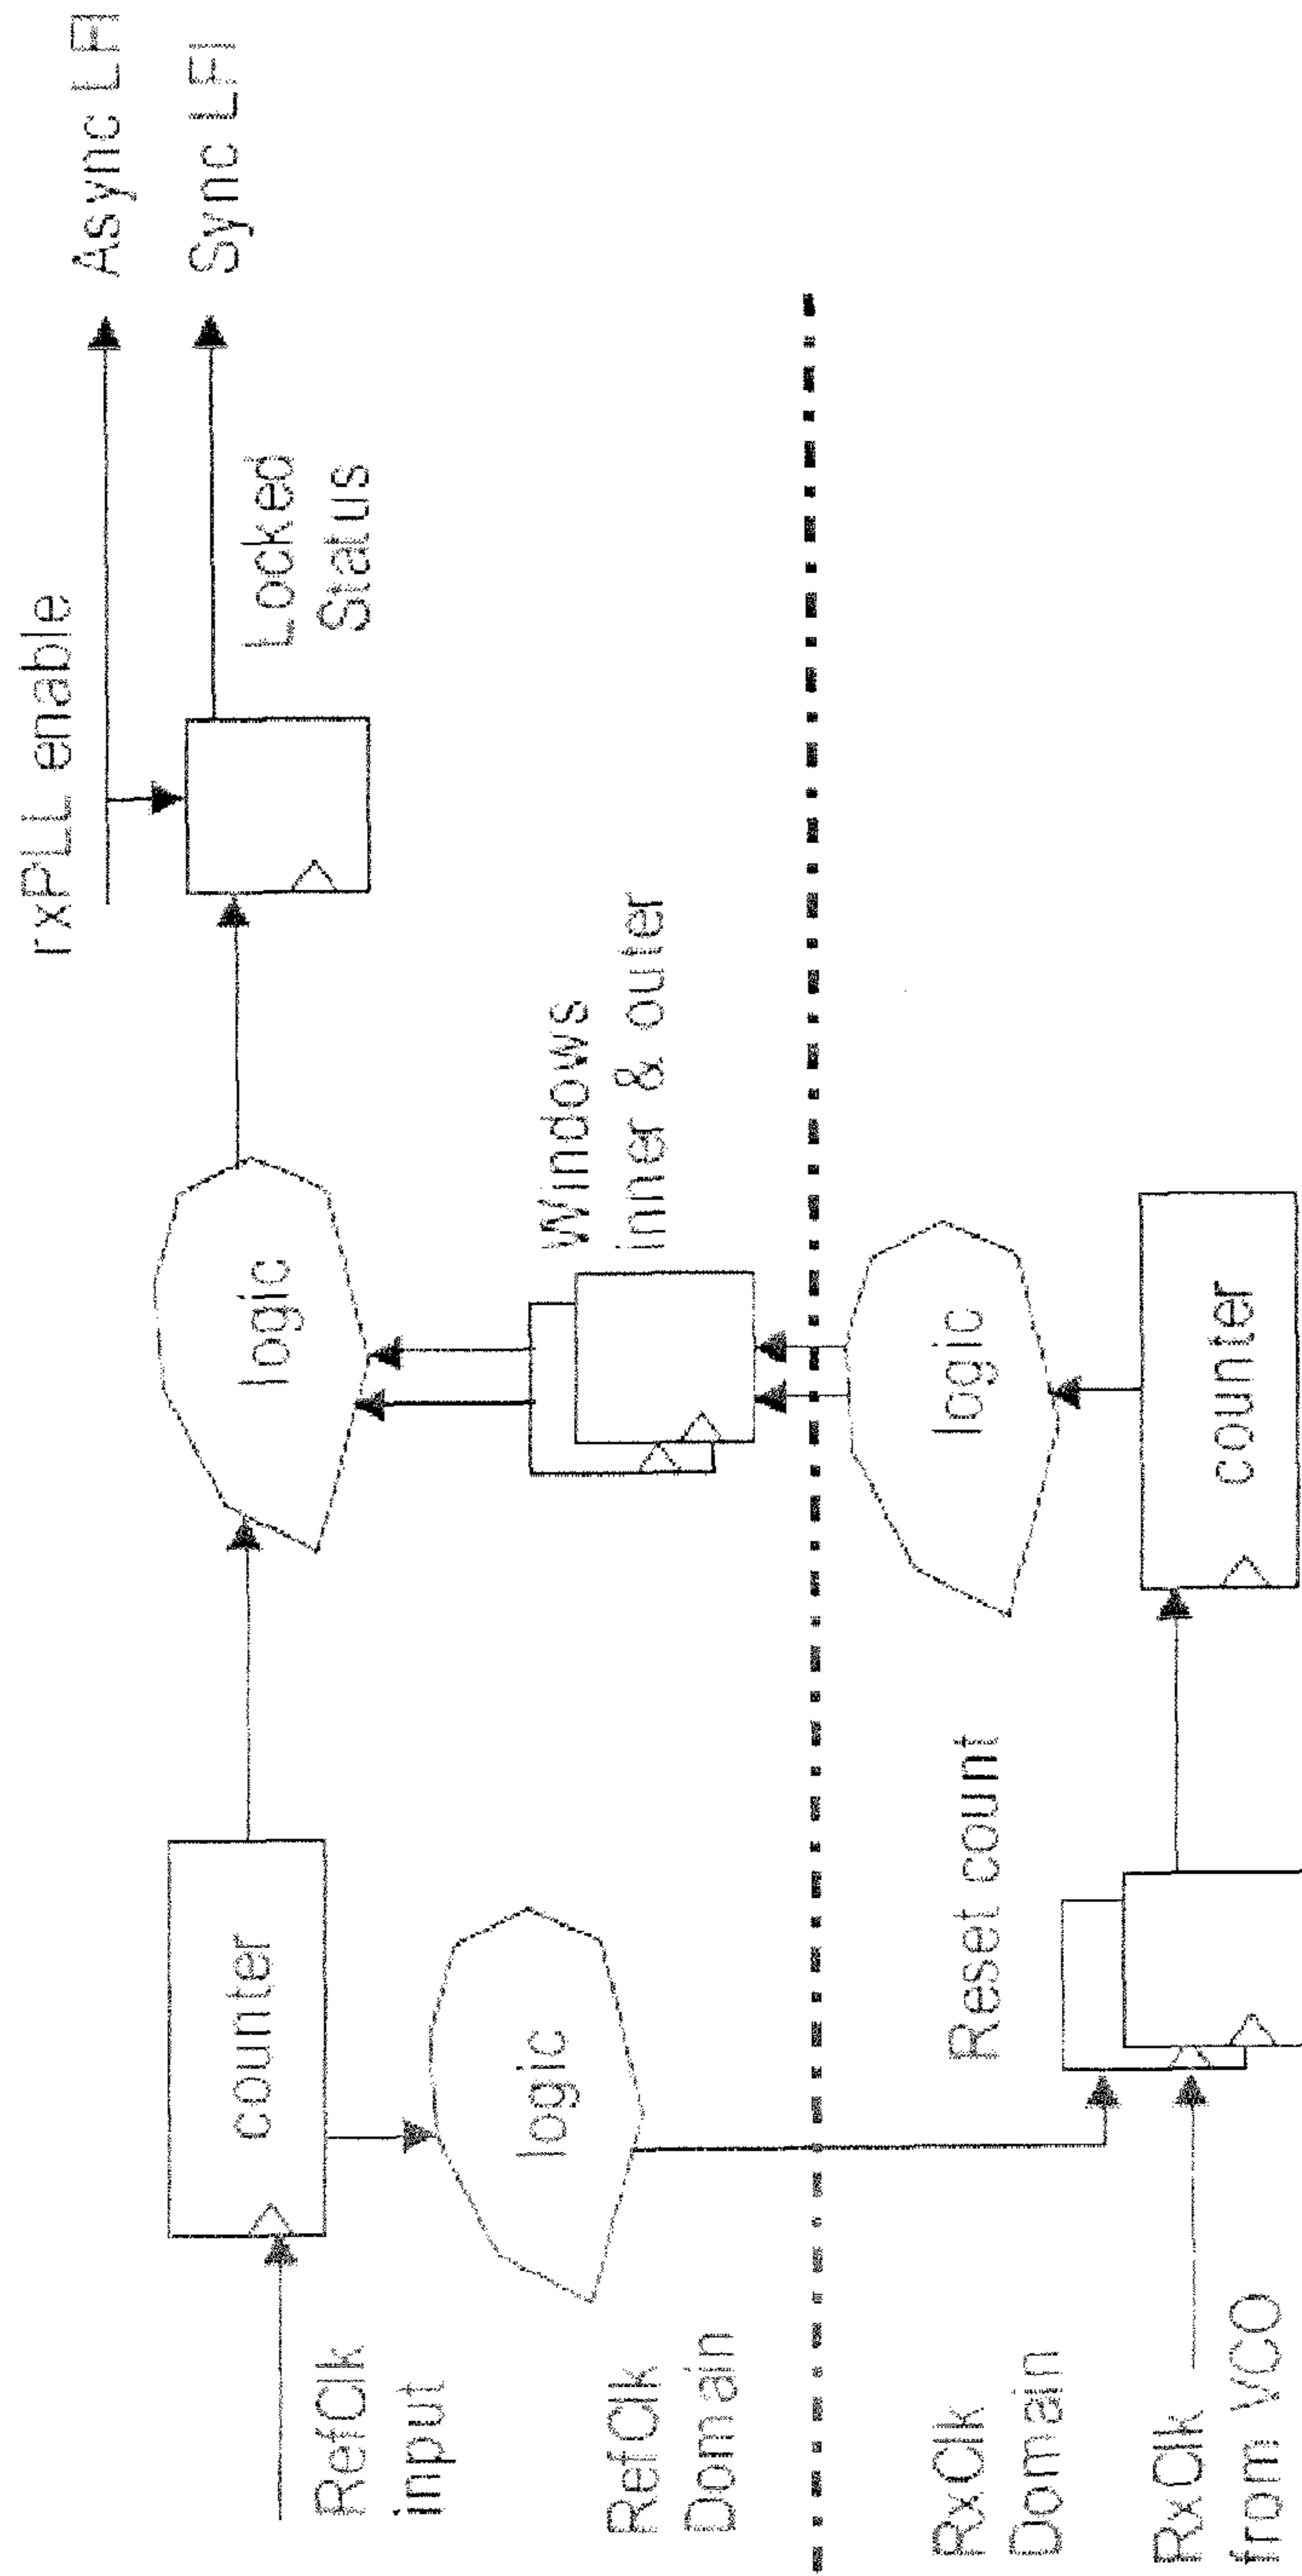 rxPLL enable
Async LFI
Sync LFI
Locked
Status
logic
Windows
inner & outer
counter
RefClk
input
logic
RefClk
Domain
RxClk
Domain
RxClk
from VCO
Reset count
logic
counter